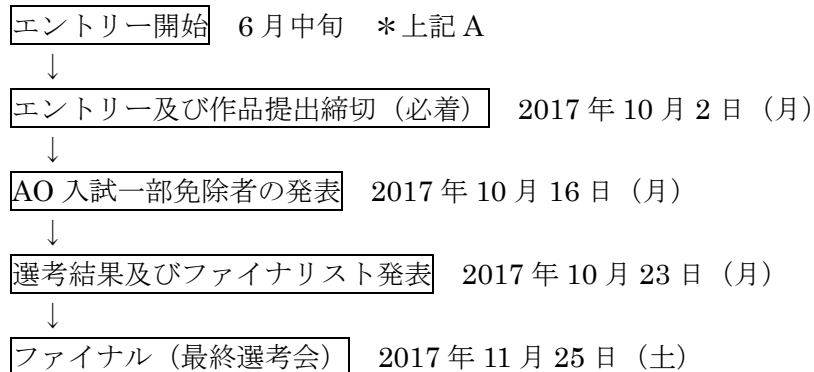 エントリー開始 6月中旬 *上記A
↓
エントリー及び作品提出締切（必着） 2017年10月2日（月）
↓
AO入試一部免除者の発表 2017年10月16日（月）
↓
選考結果及びファイナリスト発表 2017年10月23日（月）
↓
ファイナル（最終選考会） 2017年11月25日（土）